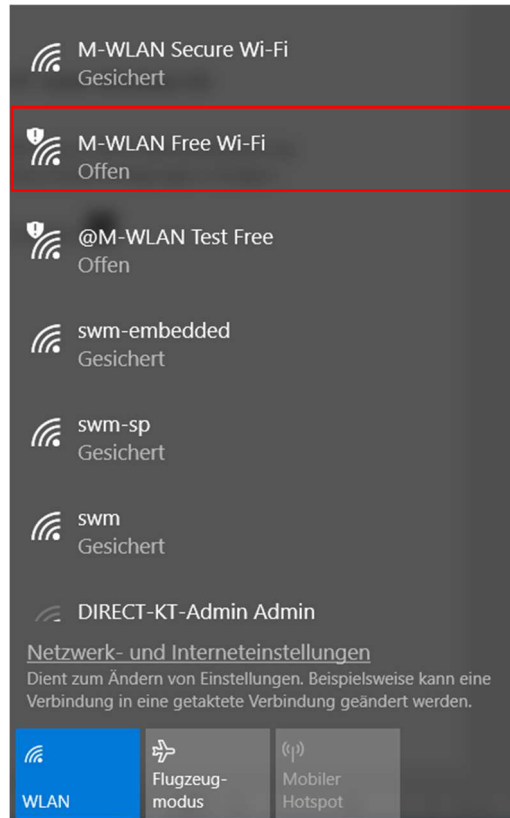 M-WLAN Secure Wi-Fi
Gesichert
M-WLAN Free Wi-Fi
Offen
@M-WLAN Test Free
Offen
swm-embedded
Gesichert
swm-sp
Gesichert
swm
Gesichert
DIRECT-KT-Admin Admin
Netzwerk- und Interneteinstellungen
Dient zum Ändern von Einstellungen. Beispielsweise kann eine
Verbindung in eine getaktete Verbindung geändert werden.
WLAN
Flugzeug-
modus
Mobiler
Hotspot